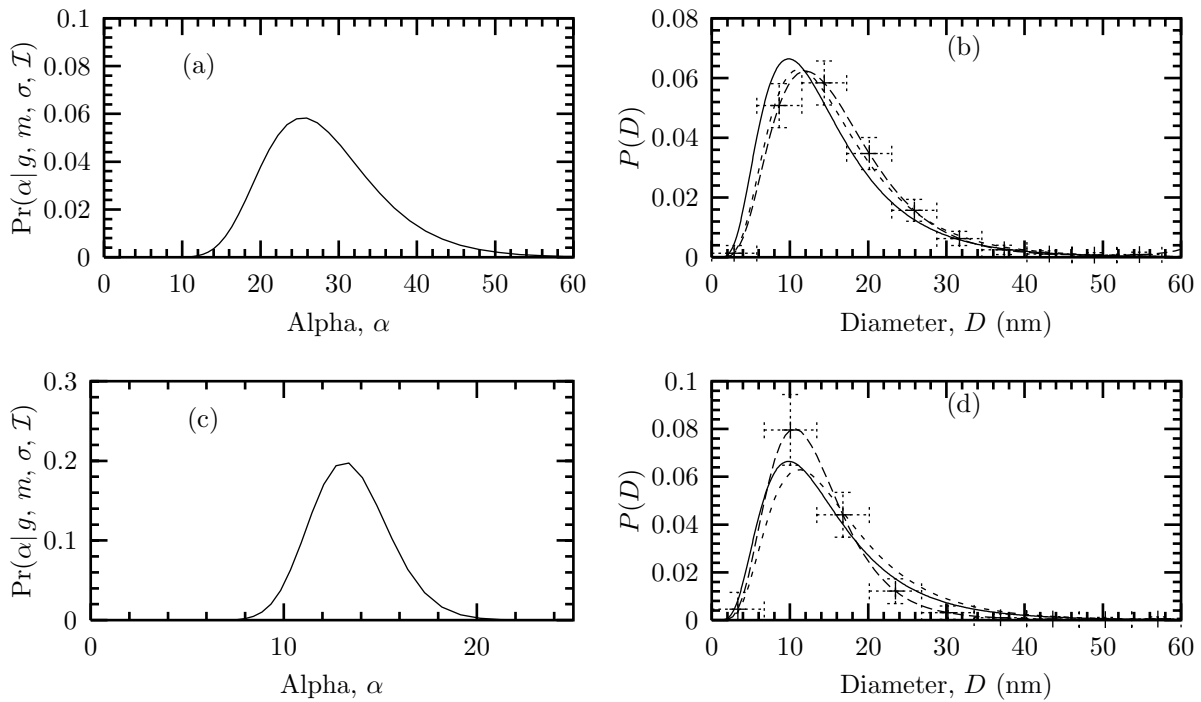 0.1
0.08
0.06
0.04
0.02
0
Pr(α| g, m, σ, ℐ)
(a)
0 10 20 30 40 50 60
Alpha, α
0.08
0.06
0.04
0.02
0
P(D)
(b)
0 10 20 30 40 50 60
Diameter, D (nm)
0.3
0.2
0.1
0
Pr(α| g, m, σ, ℐ)
(c)
0 10 20
Alpha, α
0.1
0.08
0.06
0.04
0.02
0
P(D)
(d)
0 10 20 30 40 50 60
Diameter, D (nm)